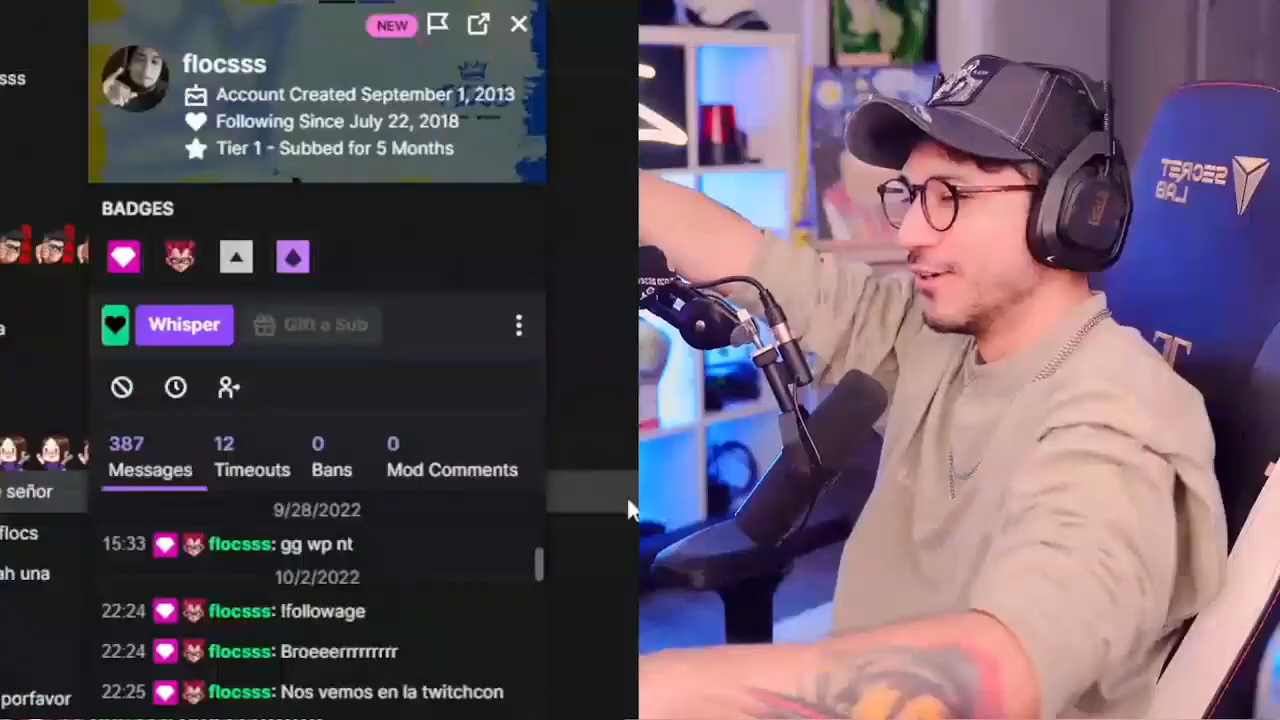 NEW
sss
flocsss
Account Created September 1, 2013
Following Since July 22, 2018
Tier 1 - Subbed for 5 Months
BADGES
a
Whisper
Gift a Sub
387
12
0
0
Messages
Timeouts
Bans
Mod Comments
señor
9/28/2022
flocs
15:33 flocsss: gg wp nt
ah una
10/2/2022
22:24 flocsss: !followage
22:24 flocsss: Broeeerrrrrrrr
porfavor
22:25 flocsss: Nos vemos en la twitchcon
SECRET
LAB